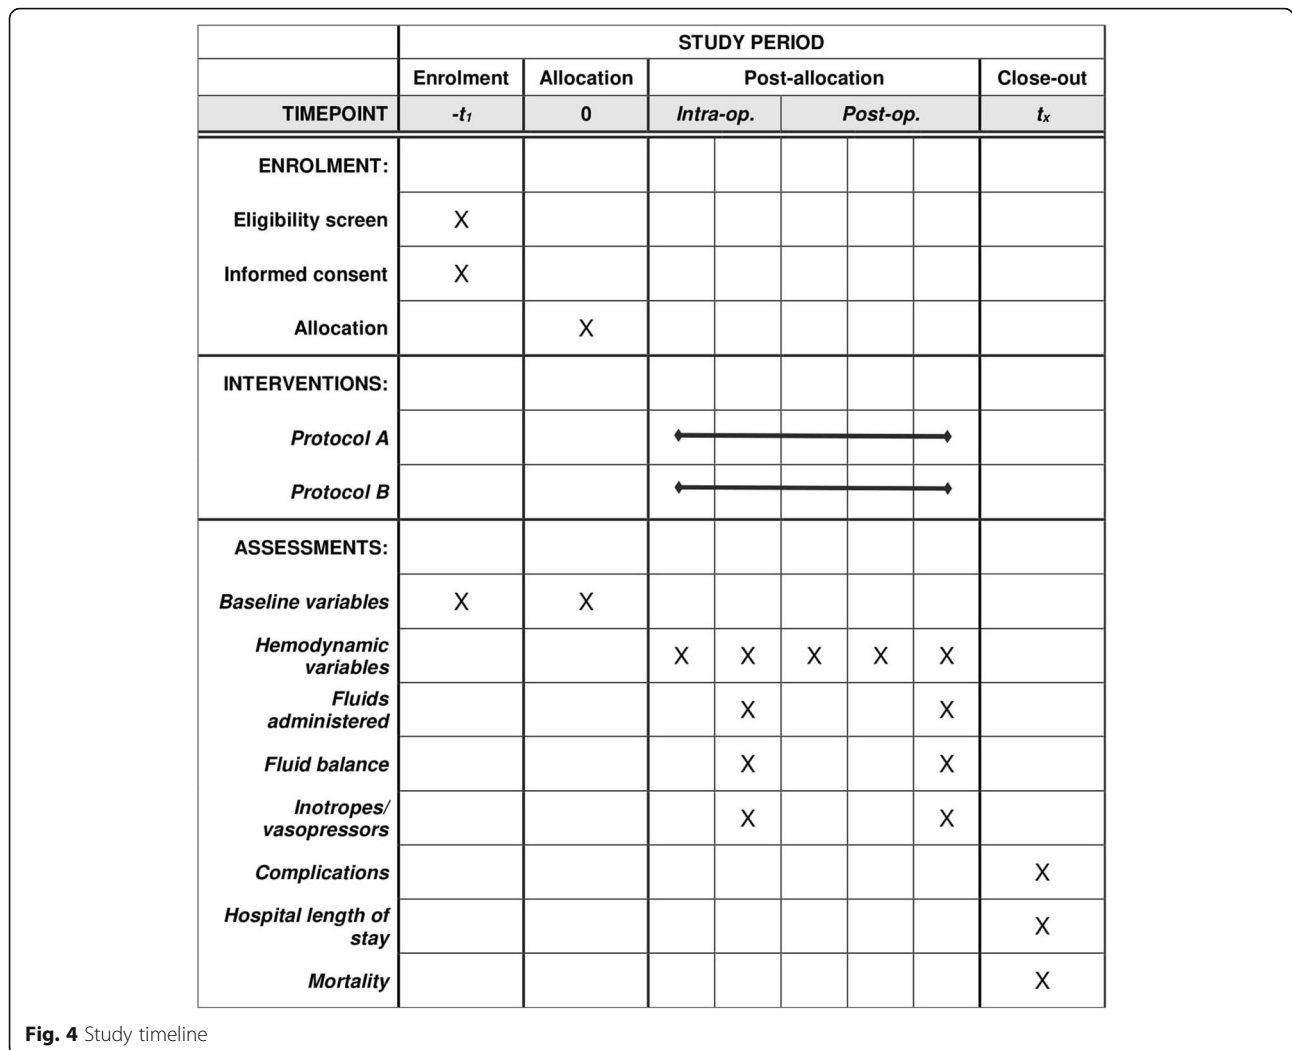 STUDY PERIOD
Enrolment Allocation Post-allocation Close-out
TIMEPOINT -t₁ 0 Intra-op. Post-op. tₓ
ENROLMENT:
Eligibility screen X
Informed consent X
Allocation X
INTERVENTIONS:
Protocol A
Protocol B
ASSESSMENTS:
Baseline variables X X
Hemodynamic
variables X X X X X
Fluids
administered X X
Fluid balance X X
Inotropes/
vasopressors X X
Complications X
Hospital length of
stay X
Mortality X
Fig. 4 Study timeline